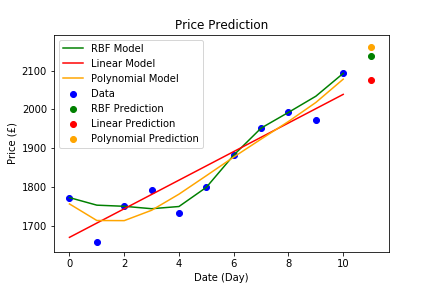 Price Prediction
RBF Model
Linear Model
Polynomial Model
Data
RBF Prediction
Linear Prediction
Polynomial Prediction
Price (£)
2100
2000
1900
1800
1700
0 2 4 6 8 10
Date (Day)